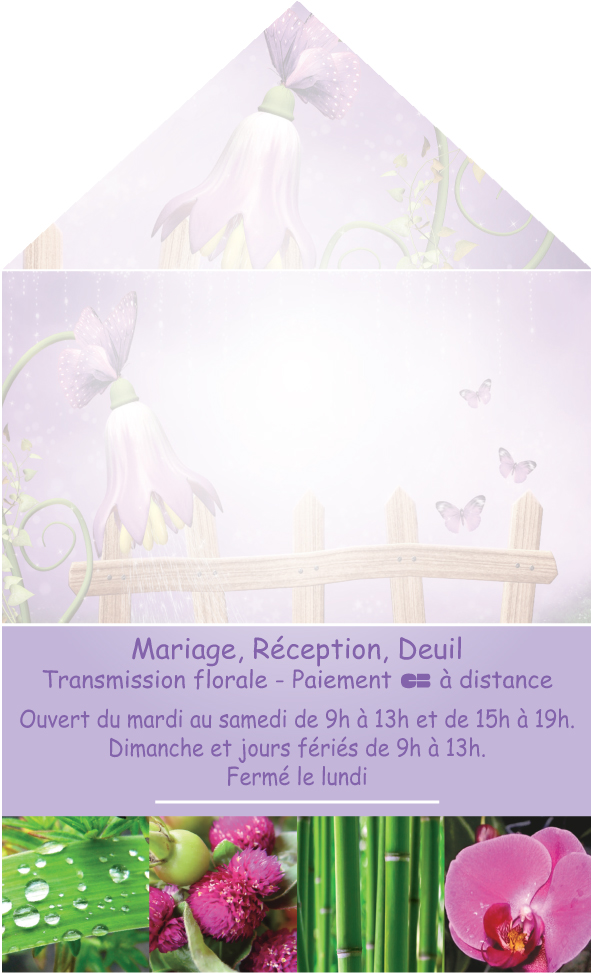 Mariage, Réception, Deuil
Transmission florale - Paiement CB à distance
Ouvert du mardi au samedi de 9h à 13h et de 15h à 19h.
Dimanche et jours fériés de 9h à 13h.
Fermé le lundi